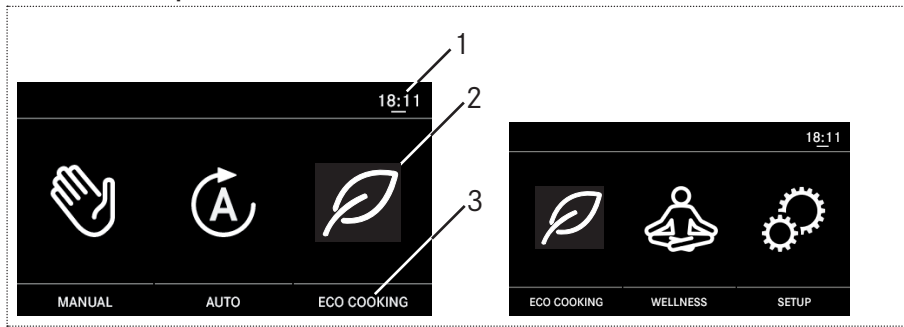 1
18:11
2
3
MANUAL AUTO ECO COOKING
18:11
ECO COOKING WELLNESS SETUP